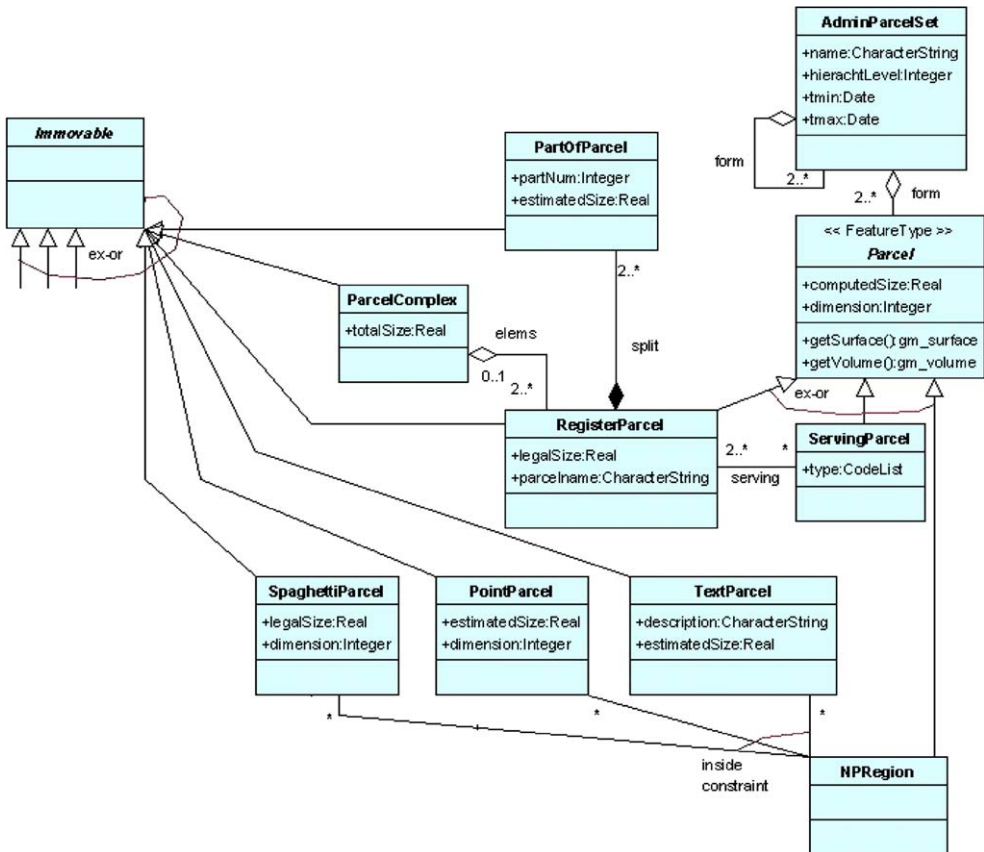 AdminParcelSet
+name:CharacterString
+hierachtLevel:Integer
+tmin:Date
+tmax:Date
form
2..*
2..*
form
Immovable
ex-or
PartOfParcel
+partNum:Integer
+estimatedSize:Real
2..*
split
<< FeatureType >>
Parcel
+computedSize:Real
+dimension:Integer
+getSurface():gm_surface
+getVolume():gm_volume
ex-or
ParcelComplex
+totalSize:Real
elems
0..1
2..*
RegisterParcel
+legalSize:Real
+parcelname:CharacterString
2..*
*
serving
ServingParcel
+type:CodeList
SpaghettiParcel
+legalSize:Real
+dimension:Integer
*
PointParcel
+estimatedSize:Real
+dimension:Integer
*
TextParcel
+description:CharacterString
+estimatedSize:Real
*
inside
constraint
NPRegion